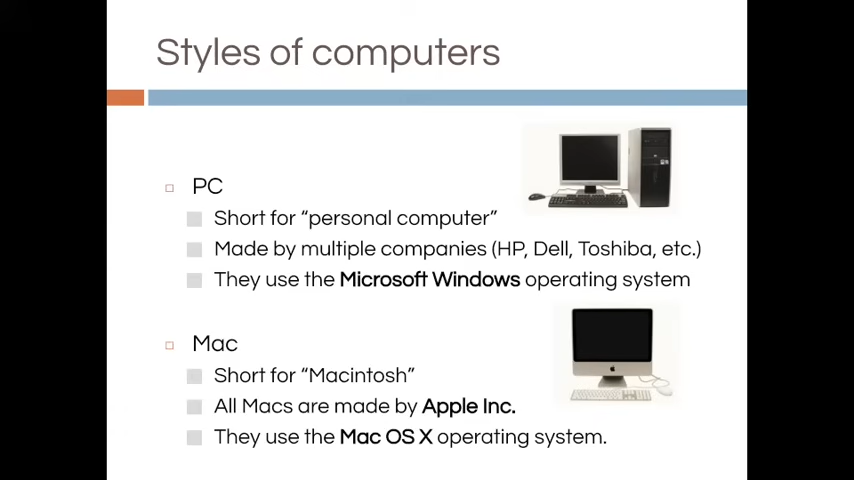 Styles of computers
PC
Short for “personal computer”
Made by multiple companies (HP, Dell, Toshiba, etc.)
They use the Microsoft Windows operating system
Mac
Short for “Macintosh”
All Macs are made by Apple Inc.
They use the Mac OS X operating system.